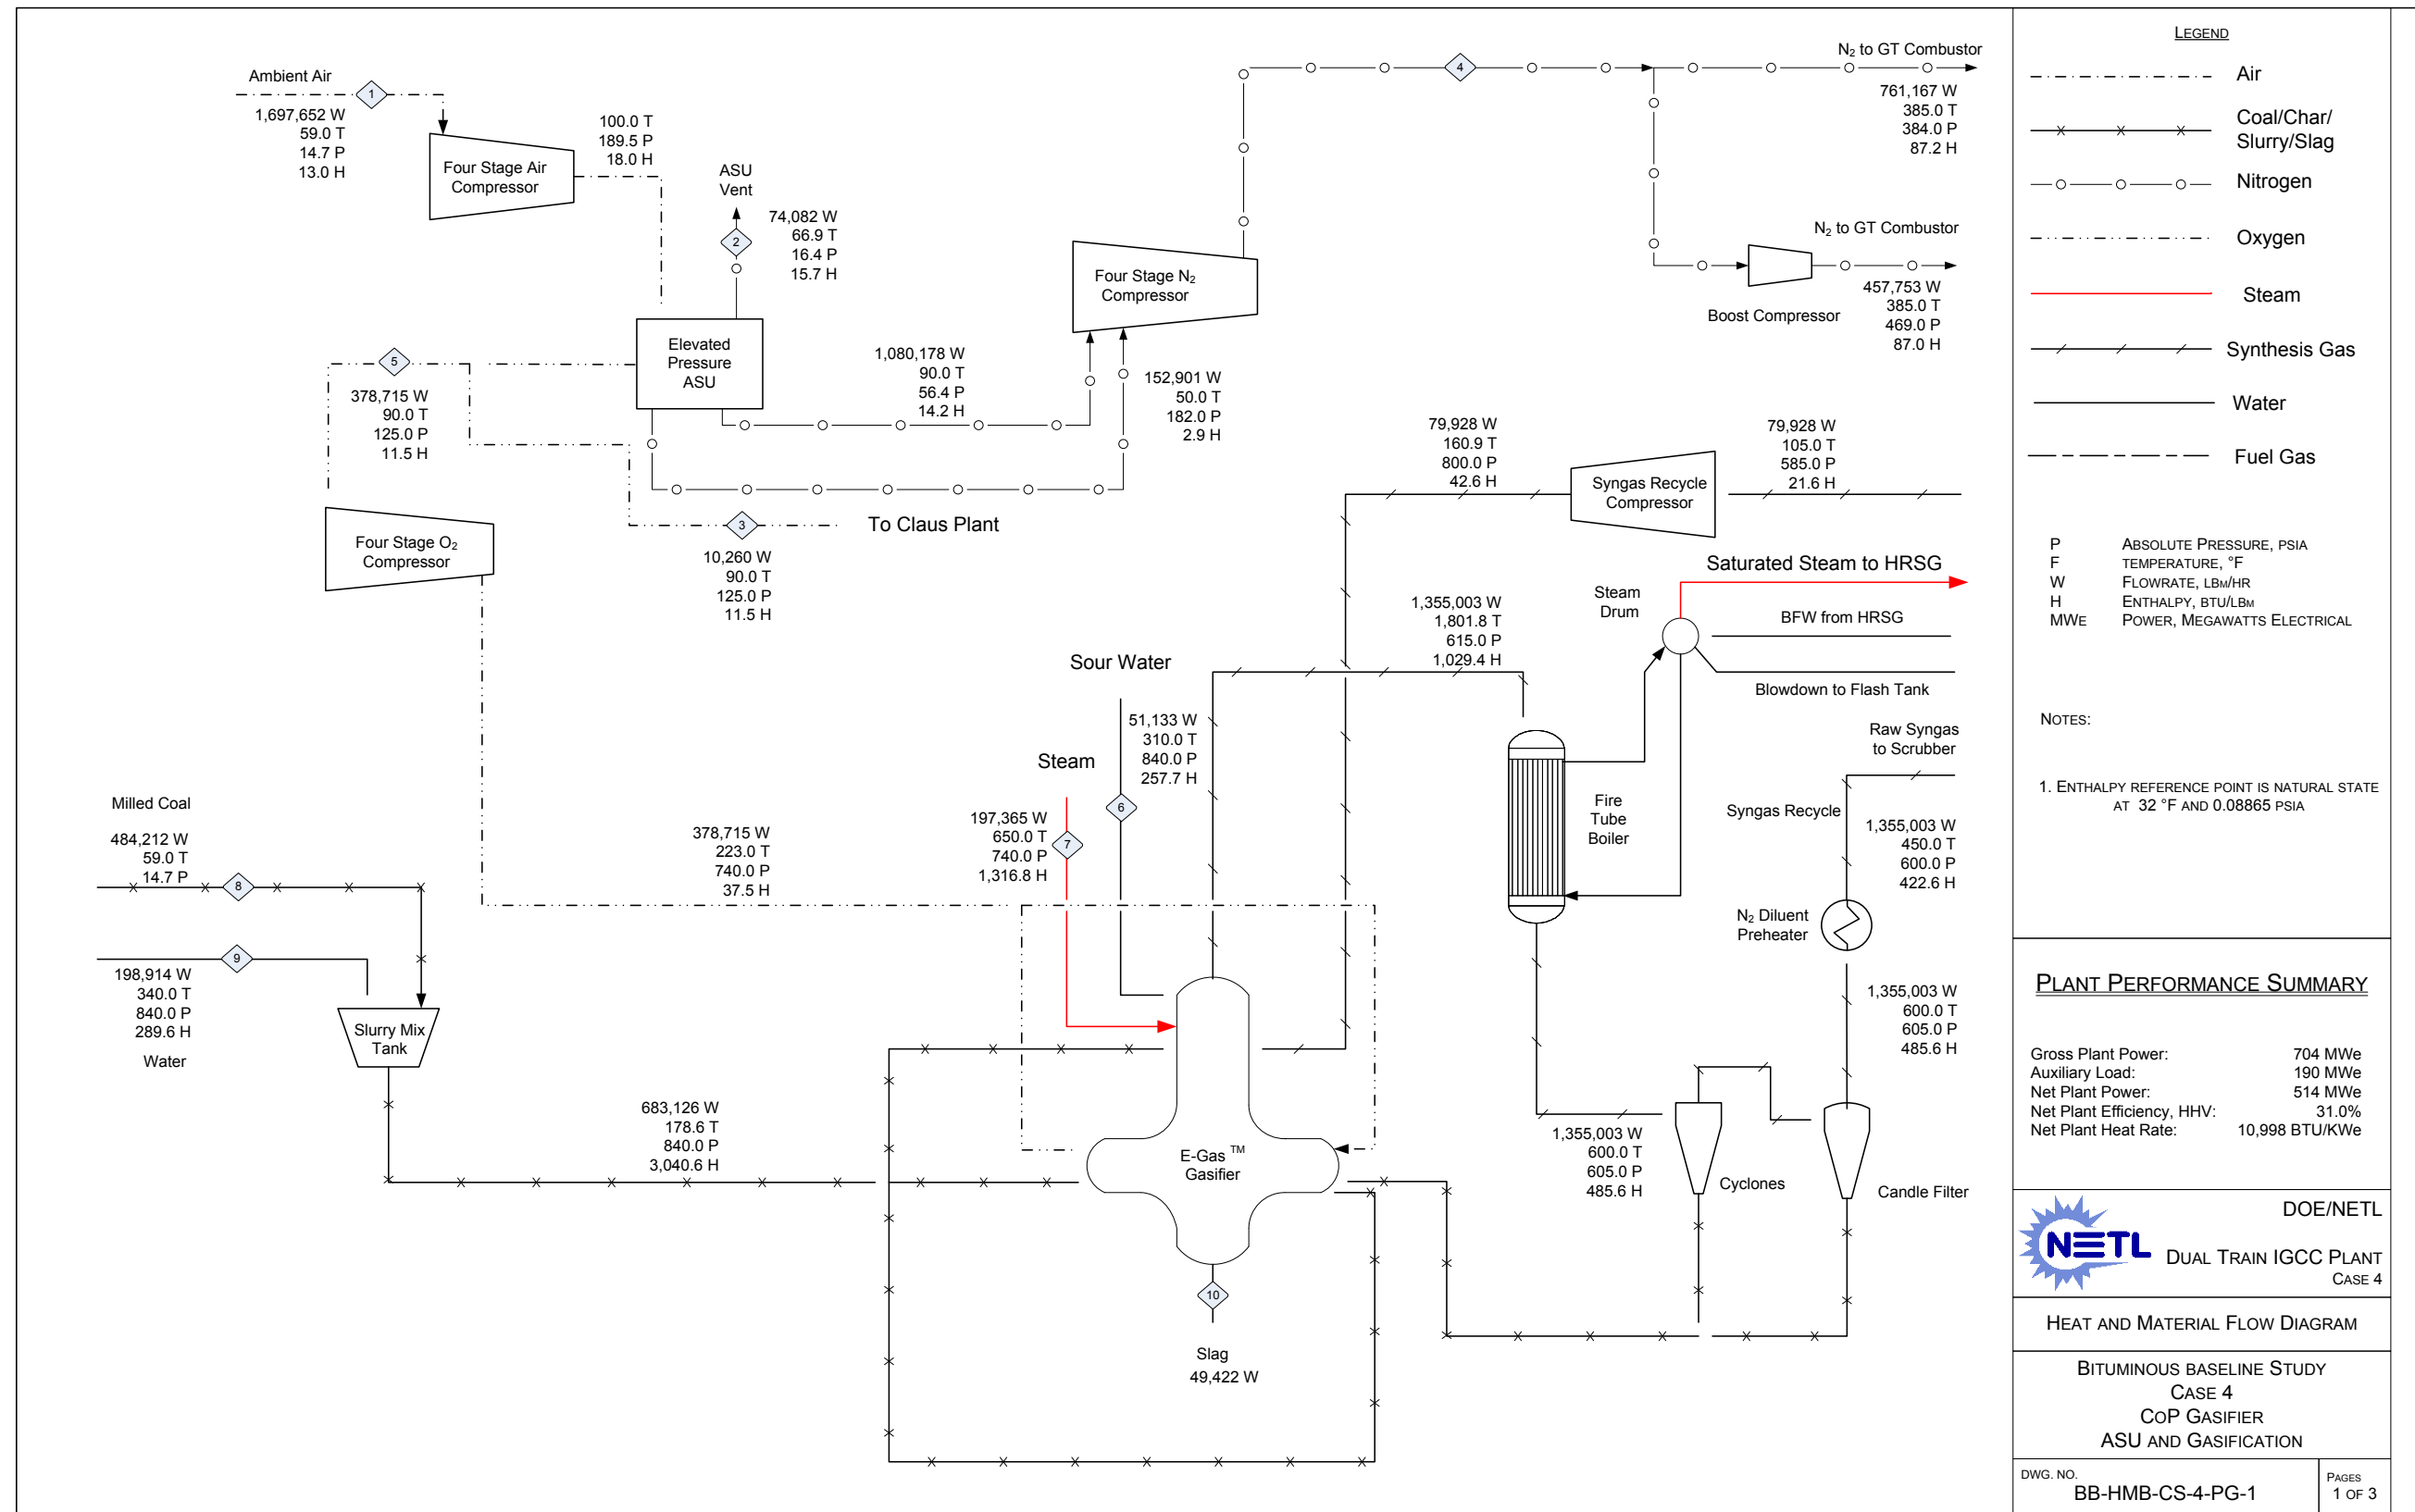 Ambient Air
1
1,697,652 W
59.0 T
14.7 P
13.0 H
Four Stage Air
Compressor
100.0 T
189.5 P
18.0 H
ASU
Vent
2
74,082 W
66.9 T
16.4 P
15.7 H
Elevated
Pressure
ASU
5
378,715 W
90.0 T
125.0 P
11.5 H
Four Stage O2
Compressor
3
To Claus Plant
10,260 W
90.0 T
125.0 P
11.5 H
1,080,178 W
90.0 T
56.4 P
14.2 H
152,901 W
50.0 T
182.0 P
2.9 H
Four Stage N2
Compressor
4
N2 to GT Combustor
761,167 W
385.0 T
384.0 P
87.2 H
N2 to GT Combustor
457,753 W
385.0 T
469.0 P
87.0 H
Boost Compressor
79,928 W
160.9 T
800.0 P
42.6 H
Syngas Recycle
Compressor
79,928 W
105.0 T
585.0 P
21.6 H
Saturated Steam to HRSG
Steam
Drum
BFW from HRSG
Blowdown to Flash Tank
1,355,003 W
1,801.8 T
615.0 P
1,029.4 H
Sour Water
51,133 W
310.0 T
840.0 P
257.7 H
6
Steam
197,365 W
650.0 T
740.0 P
1,316.8 H
7
378,715 W
223.0 T
740.0 P
37.5 H
Milled Coal
484,212 W
59.0 T
14.7 P
8
9
198,914 W
340.0 T
840.0 P
289.6 H
Water
Slurry Mix
Tank
683,126 W
178.6 T
840.0 P
3,040.6 H
E-Gas TM
Gasifier
10
Slag
49,422 W
Fire
Tube
Boiler
Raw Syngas
to Scrubber
Syngas Recycle
1,355,003 W
450.0 T
600.0 P
422.6 H
N2 Diluent
Preheater
1,355,003 W
600.0 T
605.0 P
485.6 H
1,355,003 W
600.0 T
605.0 P
485.6 H
Cyclones
Candle Filter
LEGEND
Air
Coal/Char/
Slurry/Slag
Nitrogen
Oxygen
Steam
Synthesis Gas
Water
Fuel Gas
P ABSOLUTE PRESSURE, PSIA
F TEMPERATURE, °F
W FLOWRATE, LBM/HR
H ENTHALPY, BTU/LBM
MWE POWER, MEGAWATTS ELECTRICAL
NOTES:
1. ENTHALPY REFERENCE POINT IS NATURAL STATE
AT 32 °F AND 0.08865 PSIA
PLANT PERFORMANCE SUMMARY
Gross Plant Power: 704 MWe
Auxiliary Load: 190 MWe
Net Plant Power: 514 MWe
Net Plant Efficiency, HHV: 31.0%
Net Plant Heat Rate: 10,998 BTU/KWe
NETL
DOE/NETL
DUAL TRAIN IGCC PLANT
CASE 4
HEAT AND MATERIAL FLOW DIAGRAM
BITUMINOUS BASELINE STUDY
CASE 4
COP GASIFIER
ASU AND GASIFICATION
DWG. NO.
BB-HMB-CS-4-PG-1
PAGES
1 OF 3